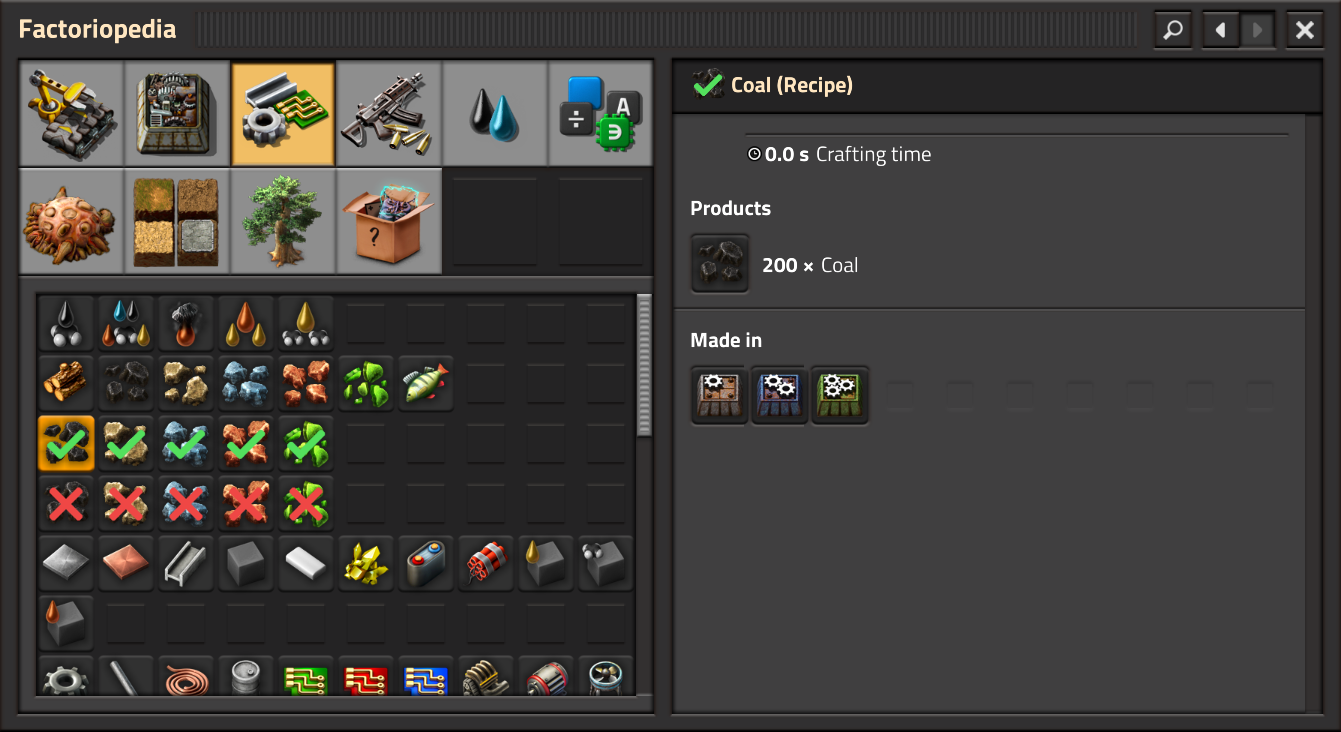 Factoriopedia
A
?
Coal (Recipe)
0.0 s Crafting time
Products
200 × Coal
Made in